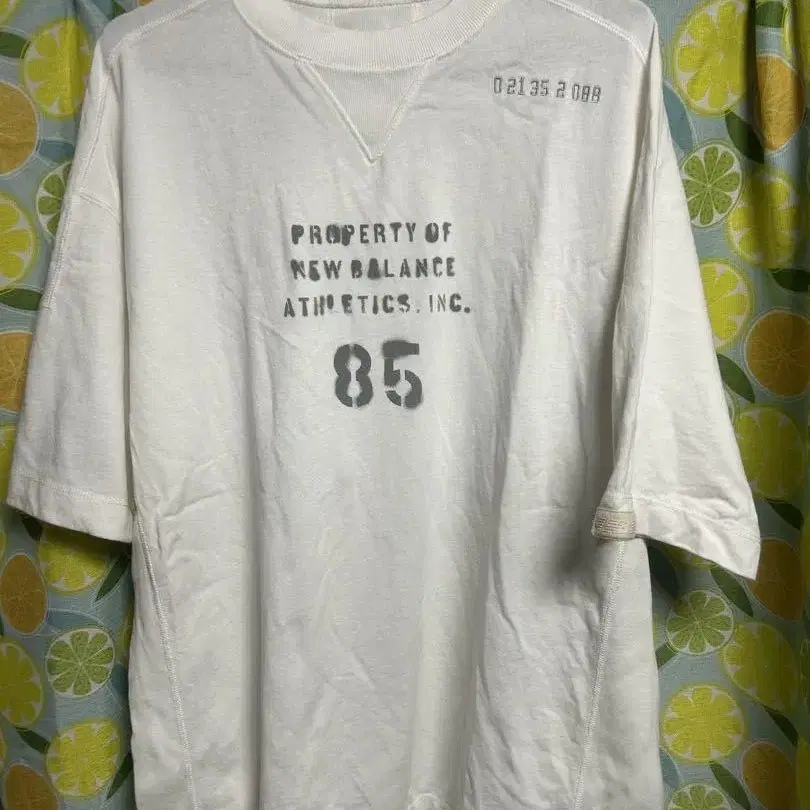 0 21 35 2 088
PROPERTY OF
NEW BALANCE
ATHLETICS, INC.
85